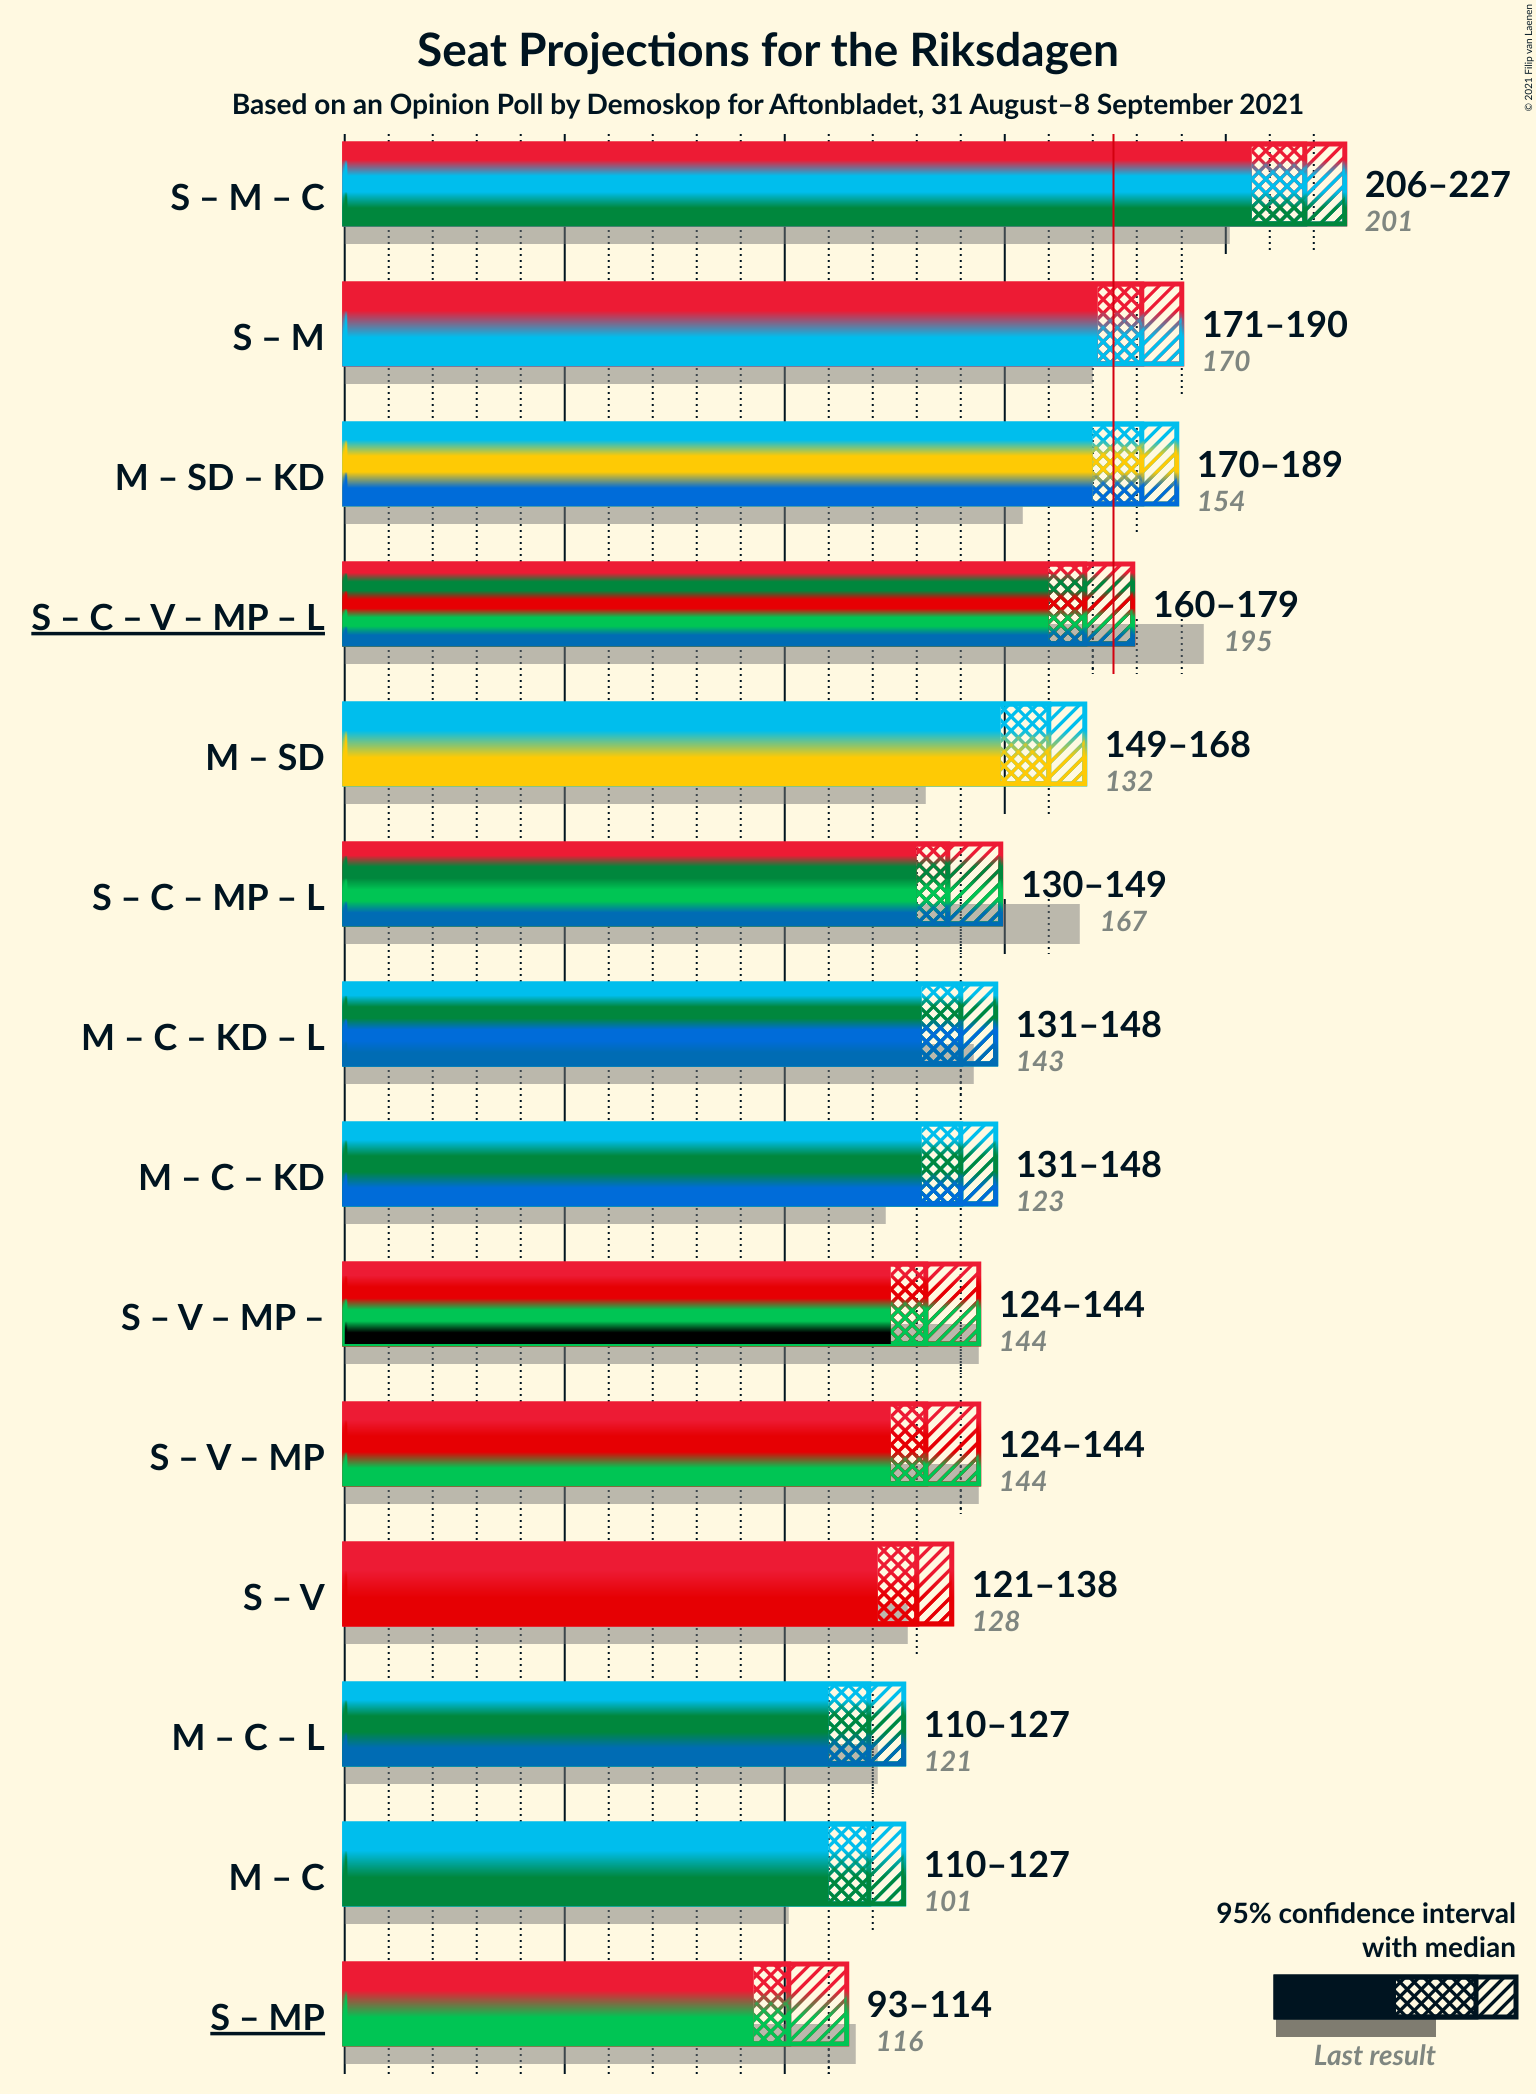 Seat Projections for the Riksdagen
Based on an Opinion Poll by Demoskop for Aftonbladet, 31 August–8 September 2021
© 2021 Filip van Laenen
S – M – C
206–227
201
S – M
171–190
170
M – SD – KD
170–189
154
S – C – V – MP – L
160–179
195
M – SD
149–168
132
S – C – MP – L
130–149
167
M – C – KD – L
131–148
143
M – C – KD
131–148
123
S – V – MP –
124–144
144
S – V – MP
124–144
144
S – V
121–138
128
M – C – L
110–127
121
M – C
110–127
101
S – MP
93–114
116
95% confidence interval
with median
Last result